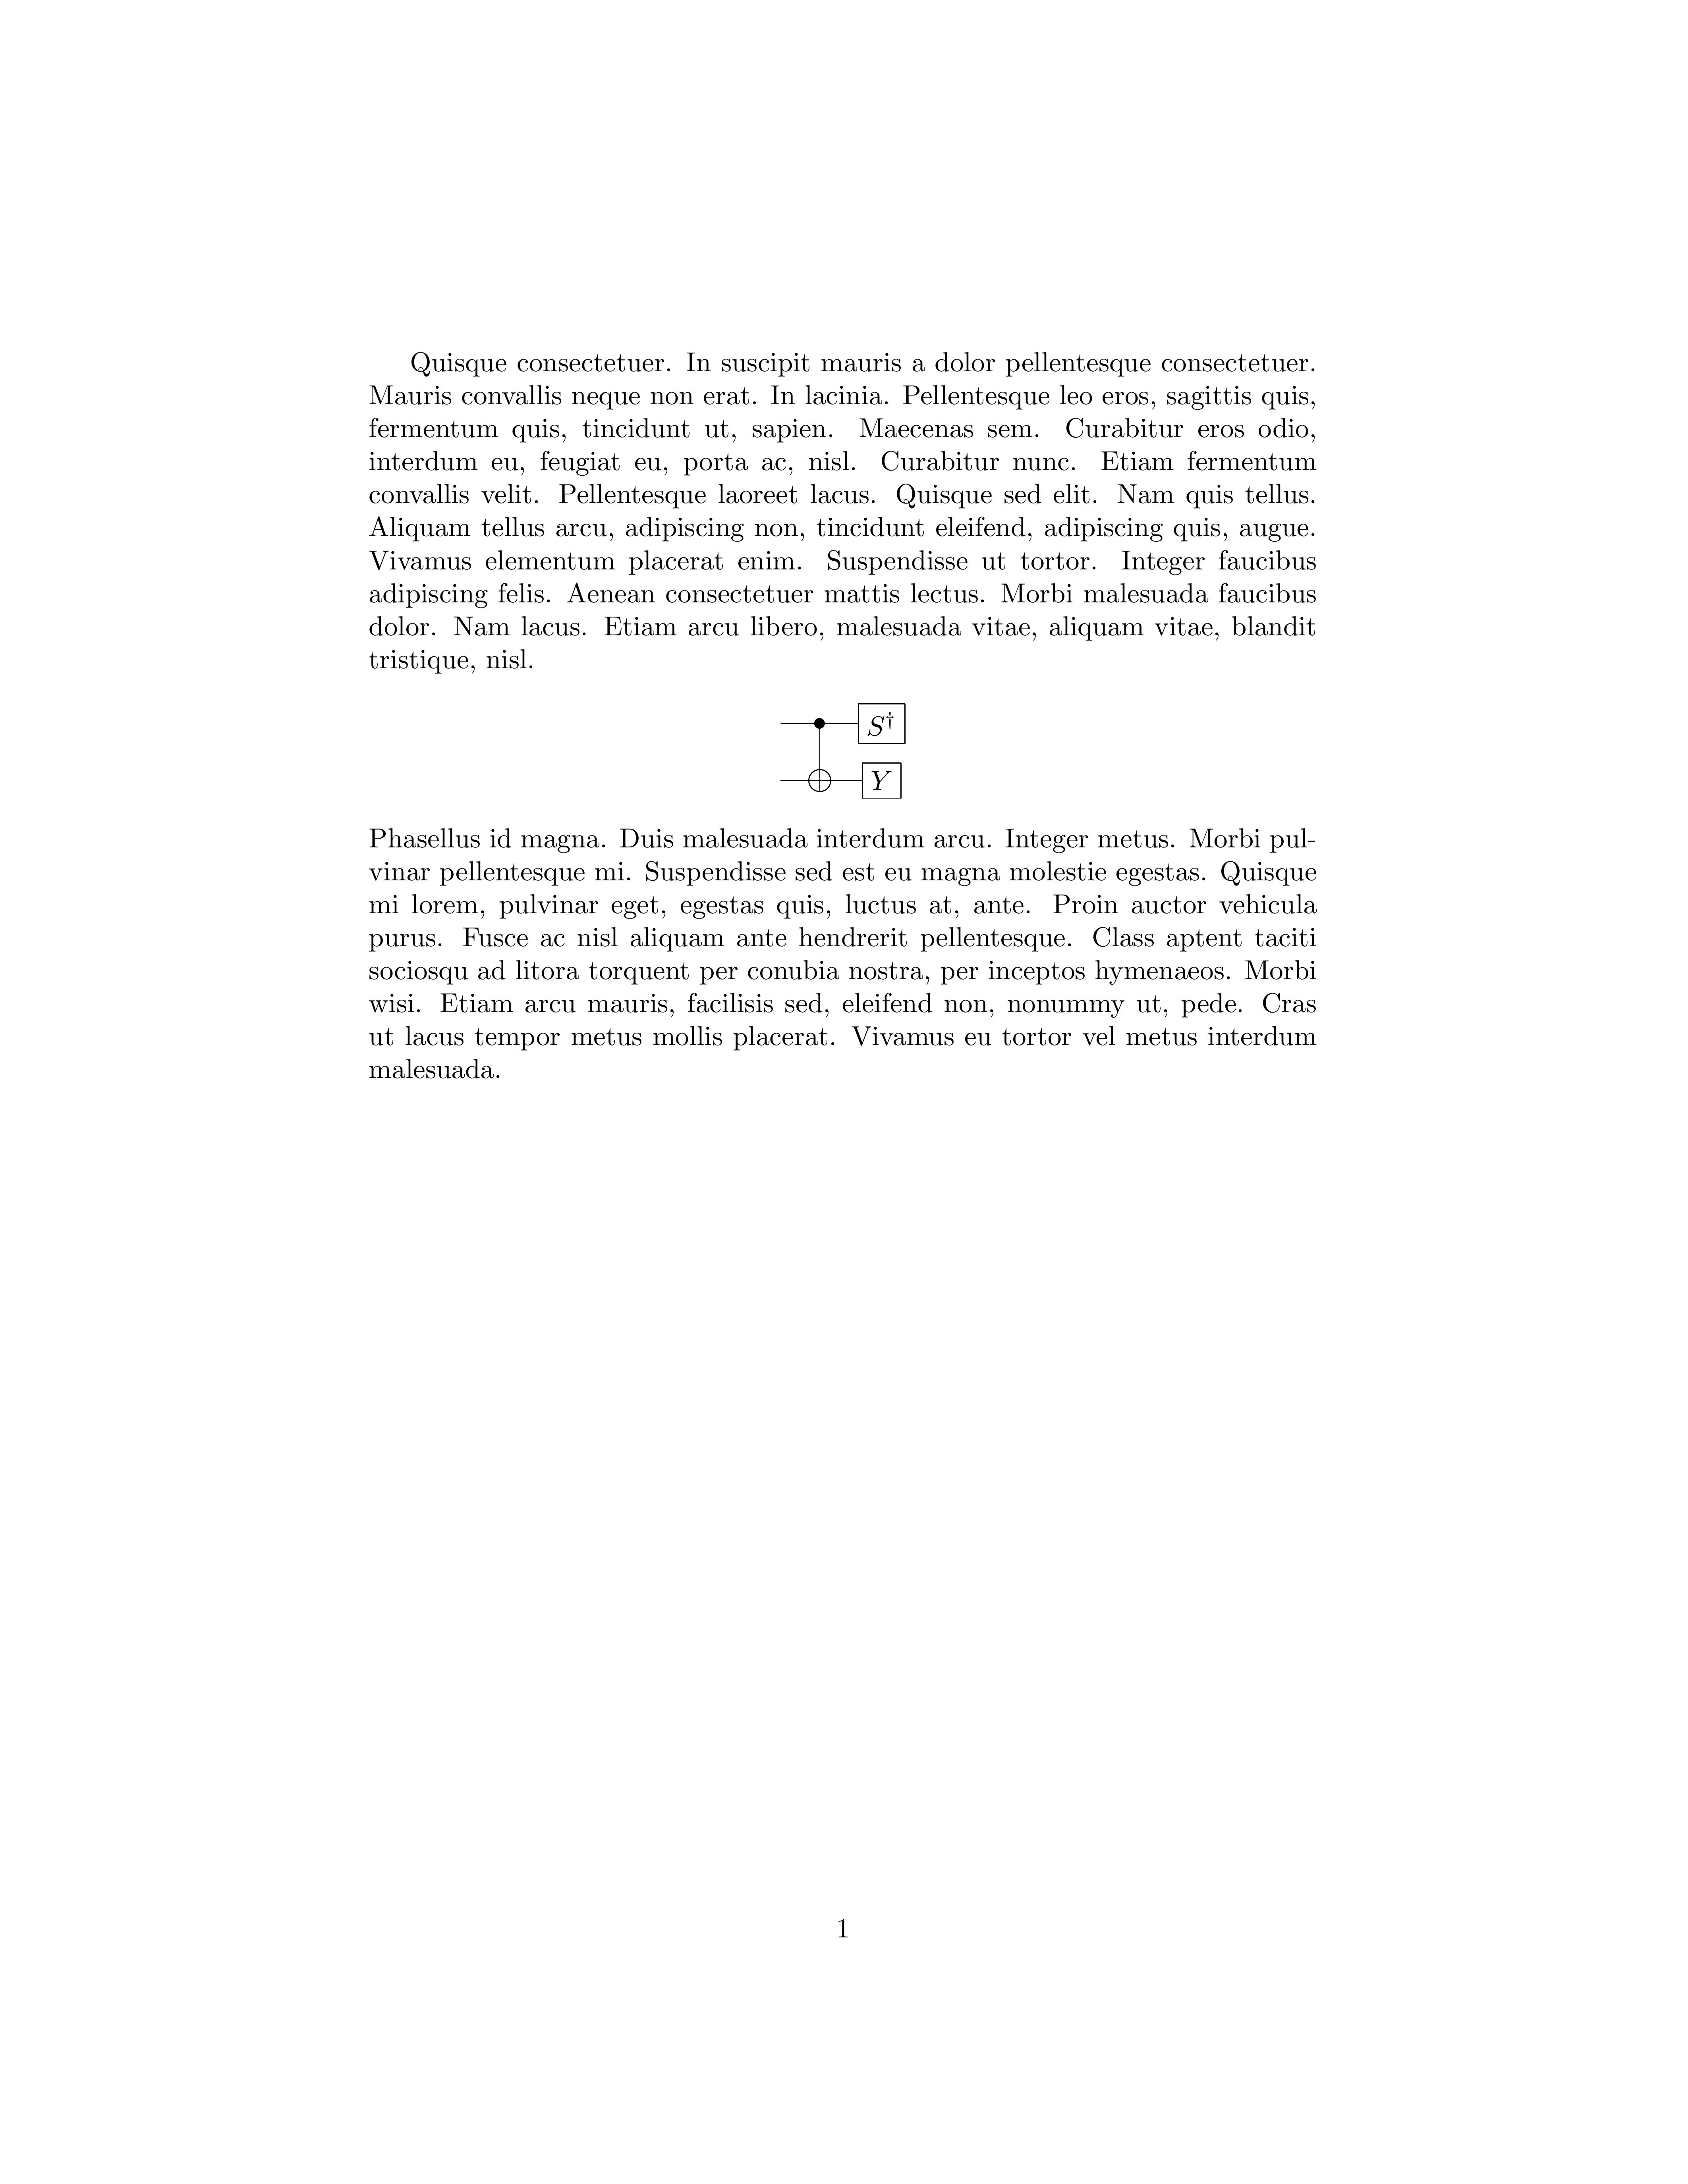 Quisque consectetuer. In suscipit mauris a dolor pellentesque consectetuer.
Mauris convallis neque non erat. In lacinia. Pellentesque leo eros, sagittis quis,
fermentum quis, tincidunt ut, sapien. Maecenas sem. Curabitur eros odio,
interdum eu, feugiat eu, porta ac, nisl. Curabitur nunc. Etiam fermentum
convallis velit. Pellentesque laoreet lacus. Quisque sed elit. Nam quis tellus.
Aliquam tellus arcu, adipiscing non, tincidunt eleifend, adipiscing quis, augue.
Vivamus elementum placerat enim. Suspendisse ut tortor. Integer faucibus
adipiscing felis. Aenean consectetuer mattis lectus. Morbi malesuada faucibus
dolor. Nam lacus. Etiam arcu libero, malesuada vitae, aliquam vitae, blandit
tristique, nisl.
S†
Y
Phasellus id magna. Duis malesuada interdum arcu. Integer metus. Morbi pul-
vinar pellentesque mi. Suspendisse sed est eu magna molestie egestas. Quisque
mi lorem, pulvinar eget, egestas quis, luctus at, ante. Proin auctor vehicula
purus. Fusce ac nisl aliquam ante hendrerit pellentesque. Class aptent taciti
sociosqu ad litora torquent per conubia nostra, per inceptos hymenaeos. Morbi
wisi. Etiam arcu mauris, facilisis sed, eleifend non, nonummy ut, pede. Cras
ut lacus tempor metus mollis placerat. Vivamus eu tortor vel metus interdum
malesuada.
1